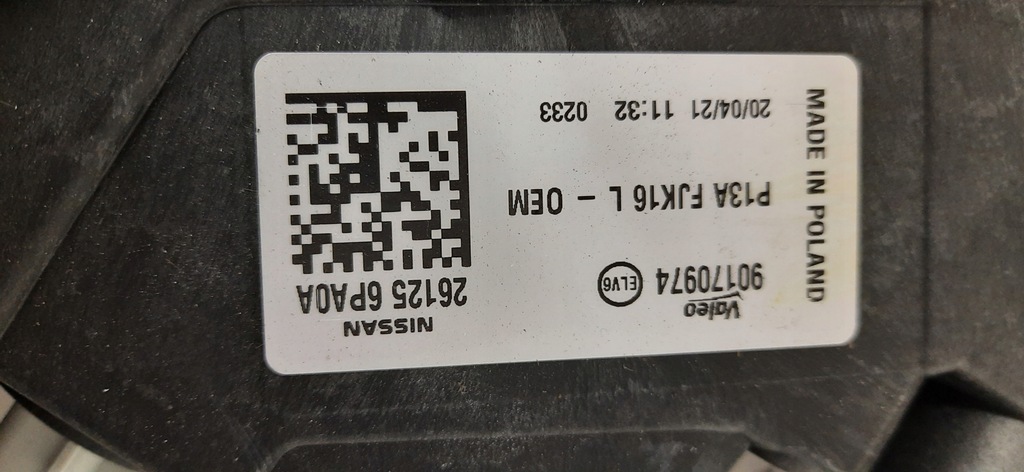 Valeo
90170974 ELV6
P13A FJK16 L - OEM
20/04/21 11:32 0233
NISSAN
26125 6PA0A
MADE IN POLAND